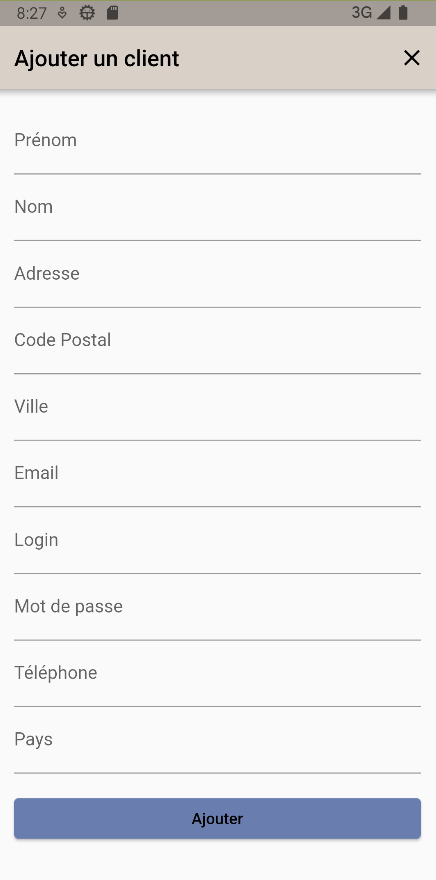 8:27 3G
Ajouter un client
Prénom
Nom
Adresse
Code Postal
Ville
Email
Login
Mot de passe
Téléphone
Pays
Ajouter